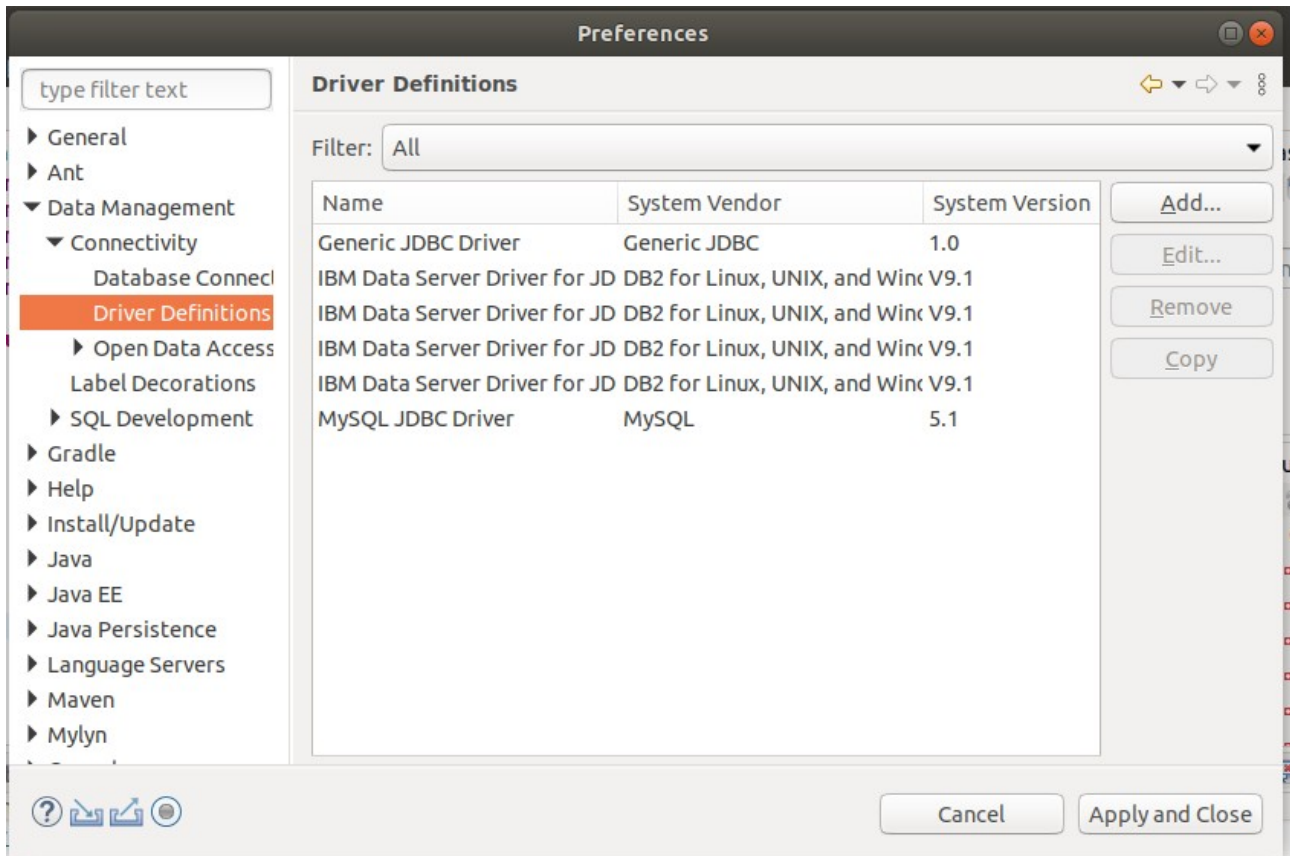 Preferences
type filter text
General
Ant
Data Management
Connectivity
Database Connect
Driver Definitions
Open Data Access
Label Decorations
SQL Development
Gradle
Help
Install/Update
Java
Java EE
Java Persistence
Language Servers
Maven
Mylyn
Driver Definitions
Filter: All
Name System Vendor System Version
Generic JDBC Driver Generic JDBC 1.0
IBM Data Server Driver for JD DB2 for Linux, UNIX, and Winc V9.1
IBM Data Server Driver for JD DB2 for Linux, UNIX, and Winc V9.1
IBM Data Server Driver for JD DB2 for Linux, UNIX, and Winc V9.1
IBM Data Server Driver for JD DB2 for Linux, UNIX, and Winc V9.1
MySQL JDBC Driver MySQL 5.1
Add...
Edit...
Remove
Copy
Cancel Apply and Close